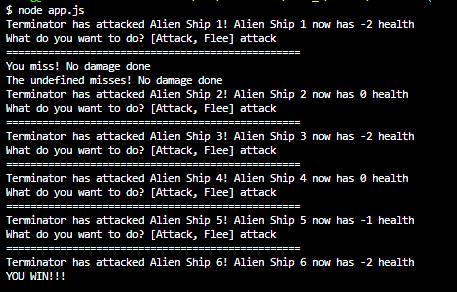 $ node app.js
Terminator has attacked Alien Ship 1! Alien Ship 1 now has -2 health
What do you want to do? [Attack, Flee] attack
=================================================
You miss! No damage done
The undefined misses! No damage done
Terminator has attacked Alien Ship 2! Alien Ship 2 now has 0 health
What do you want to do? [Attack, Flee] attack
=================================================
Terminator has attacked Alien Ship 3! Alien Ship 3 now has -2 health
What do you want to do? [Attack, Flee] attack
=================================================
Terminator has attacked Alien Ship 4! Alien Ship 4 now has 0 health
What do you want to do? [Attack, Flee] attack
=================================================
Terminator has attacked Alien Ship 5! Alien Ship 5 now has -1 health
What do you want to do? [Attack, Flee] attack
=================================================
Terminator has attacked Alien Ship 6! Alien Ship 6 now has -2 health
YOU WIN!!!